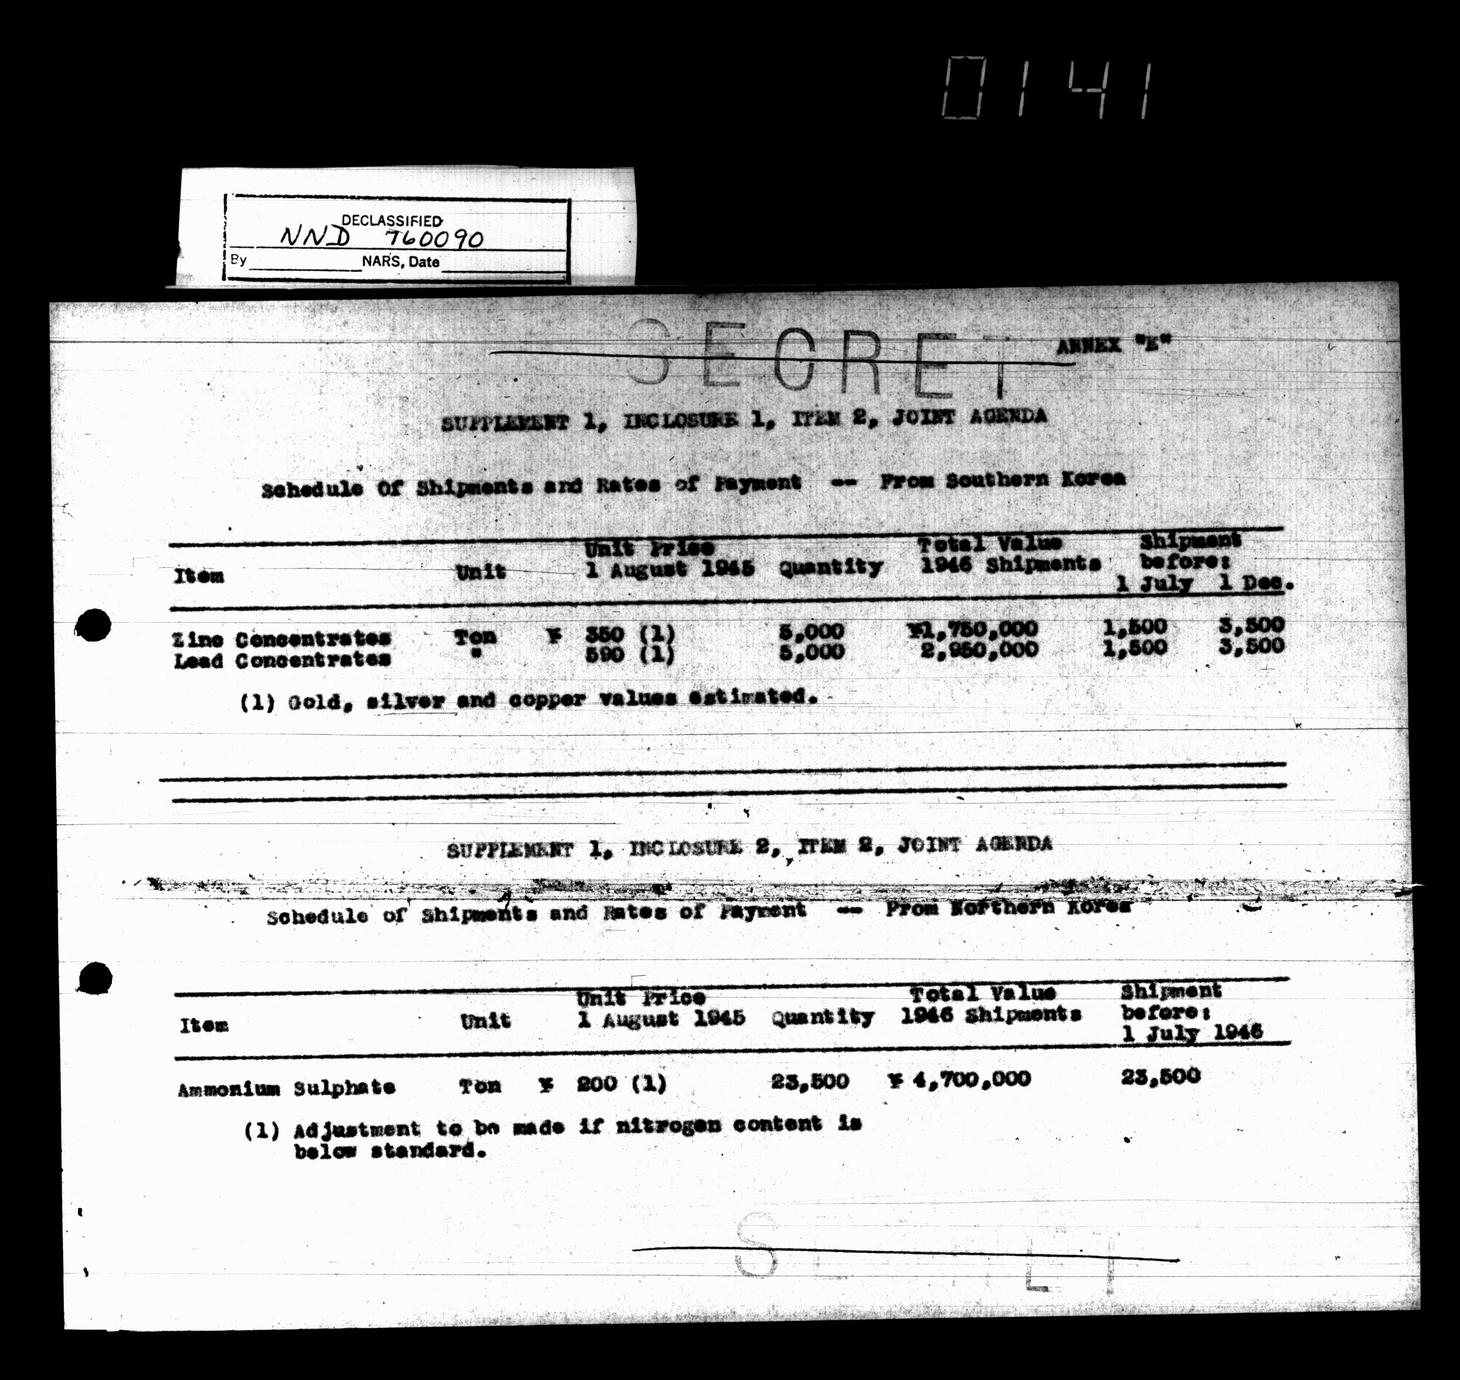 0141
DECLASSIFIED
NND 760090
By NARS, Date
SECRET
ANNEX "E"
SUPPLEMENT 1, INCLOSURE 1, ITEM 2, JOINT AGENDA
Schedule Of Shipments and Rates of Payment -- From Southern Korea
Unit Price Total Value Shipment
Item Unit 1 August 1945 Quantity 1946 Shipments before:
1 July 1 Dec.
Zinc Concentrates Ton ¥ 350 (1) 5,000 ¥1,750,000 1,500 3,500
Lead Concentrates " 590 (1) 5,000 2,950,000 1,500 3,500
(1) Gold, silver and copper values estimated.
SUPPLEMENT 1, INCLOSURE 2, ITEM 2, JOINT AGENDA
Schedule of Shipments and Rates of Payment -- From Northern Korea
Unit Price Total Value Shipment
Item Unit 1 August 1945 Quantity 1946 Shipments before:
1 July 1946
Ammonium Sulphate Ton ¥ 200 (1) 23,500 ¥ 4,700,000 23,500
(1) Adjustment to be made if nitrogen content is
below standard.